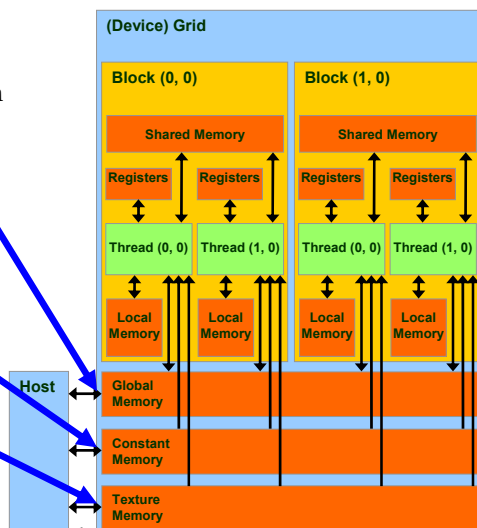 (Device) Grid
n
Block (0, 0)
Block (1, 0)
Shared Memory
Shared Memory
Registers
Registers
Registers
Registers
Thread (0, 0)
Thread (1, 0)
Thread (0, 0)
Thread (1, 0)
Local
Memory
Local
Memory
Local
Memory
Local
Memory
Host
Global
Memory
Constant
Memory
Texture
Memory